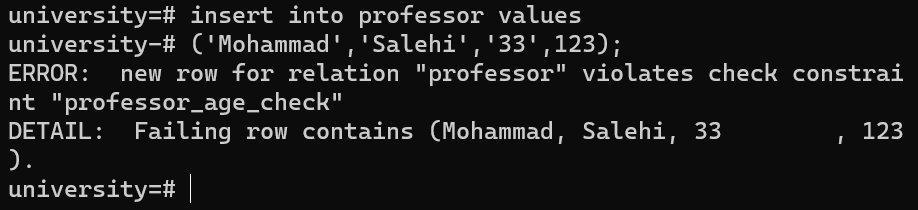 university=# insert into professor values
university-# ('Mohammad','Salehi','33',123);
ERROR:  new row for relation "professor" violates check constrai
nt "professor_age_check"
DETAIL:  Failing row contains (Mohammad, Salehi, 33        , 123
).
university=#